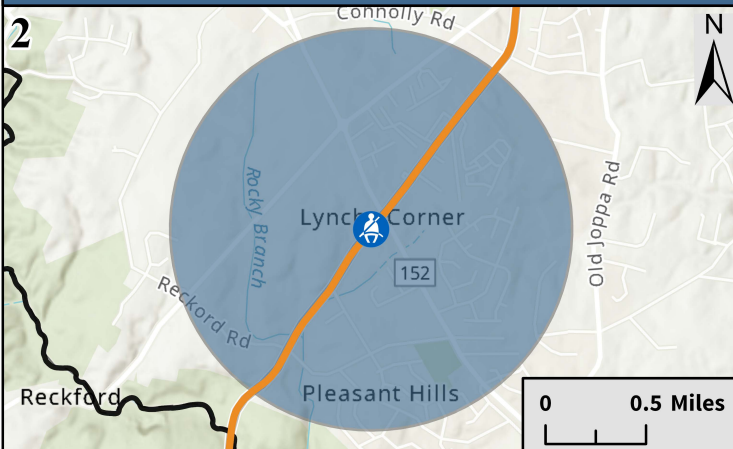 Connolly Rd
2
N
Rocky Branch
Lynch Corner
Old Joppa Rd
152
Reckord Rd
Reckford
Pleasant Hills
0 0.5 Miles